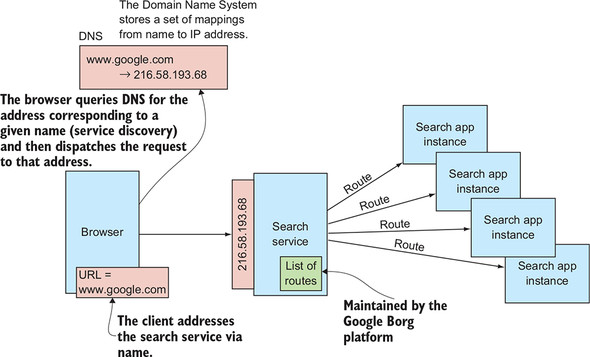 The Domain Name System
stores a set of mappings
from name to IP address.
DNS
www.google.com
→ 216.58.193.68
The browser queries DNS for the
address corresponding to a
given name (service discovery)
and then dispatches the request
to that address.
Browser
URL =
www.google.com
The client addresses
the search service via
name.
216.58.193.68
Search
service
List of
routes
Maintained by the
Google Borg
platform
Route
Route
Route
Route
Search app
instance
Search app
instance
Search app
instance
Search app
instance